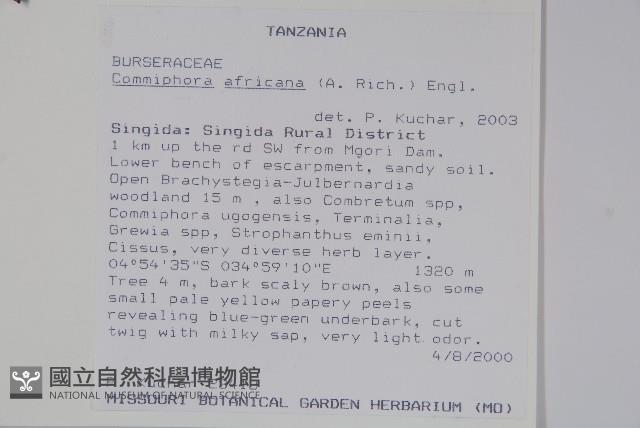 TANZANIA
BURSERACEAE
Commiphora africana (A. Rich.) Engl.
det. P. Kuchar, 2003
Singida: Singida Rural District
1 km up the rd SW from Mgori Dam.
Lower bench of escarpment, sandy soil.
Open Brachystegia-Julbernardia
woodland 15 m , also Combretum spp,
Commiphora ugogensis, Terminalia,
Grewia spp, Strophanthus eminii,
Cissus, very diverse herb layer.
04°54'35"S 034°59'10"E 1320 m
Tree 4 m, bark scaly brown, also some
small pale yellow papery peels
revealing blue-green underbark, cut
twig with milky sap, very light odor.
4/8/2000
國立自然科學博物館
NATIONAL MUSEUM OF NATURAL SCIENCE
MISSOURI BOTANICAL GARDEN HERBARIUM (MO)